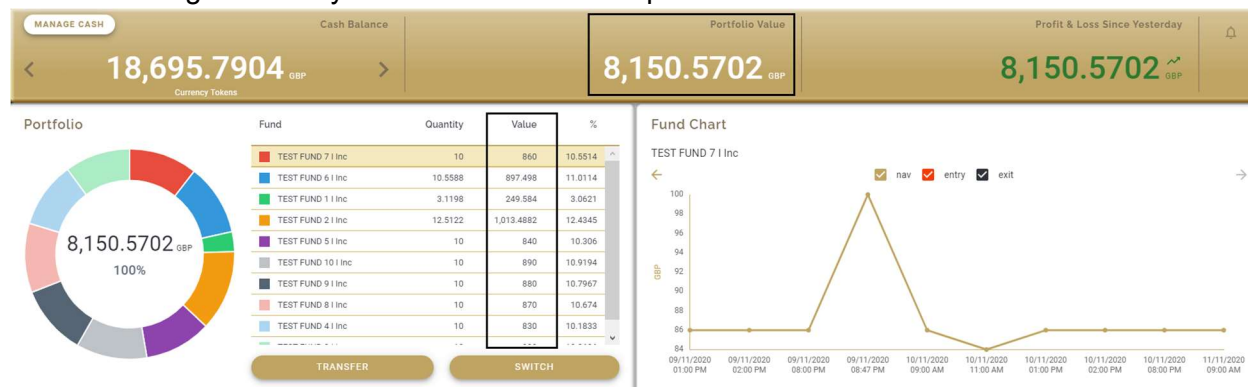 MANAGE CASH
Cash Balance
Portfolio Value
Profit & Loss Since Yesterday
18,695.7904 GBP
8,150.5702 GBP
8,150.5702 GBP
Currency Tokens
Portfolio
Fund Quantity Value %
TEST FUND 7 I Inc 10 860 10.5514
TEST FUND 6 I Inc 10.5588 897.498 11.0114
TEST FUND 1 I Inc 3.1198 249.584 3.0621
TEST FUND 2 I Inc 12.5122 1,013.4882 12.4345
TEST FUND 5 I Inc 10 840 10.306
TEST FUND 10 I Inc 10 890 10.9194
TEST FUND 9 I Inc 10 880 10.7967
TEST FUND 8 I Inc 10 870 10.674
TEST FUND 4 I Inc 10 830 10.1833
8,150.5702 GBP
100%
TRANSFER
SWITCH
Fund Chart
TEST FUND 7 I Inc
nav entry exit
GBP
100
98
96
94
92
90
88
86
84
09/11/2020 09/11/2020 09/11/2020 09/11/2020 10/11/2020 10/11/2020 10/11/2020 10/11/2020 10/11/2020 11/11/2020
01:00 PM 02:00 PM 08:00 PM 08:47 PM 09:00 AM 11:00 AM 01:00 PM 02:00 PM 08:00 PM 09:00 AM